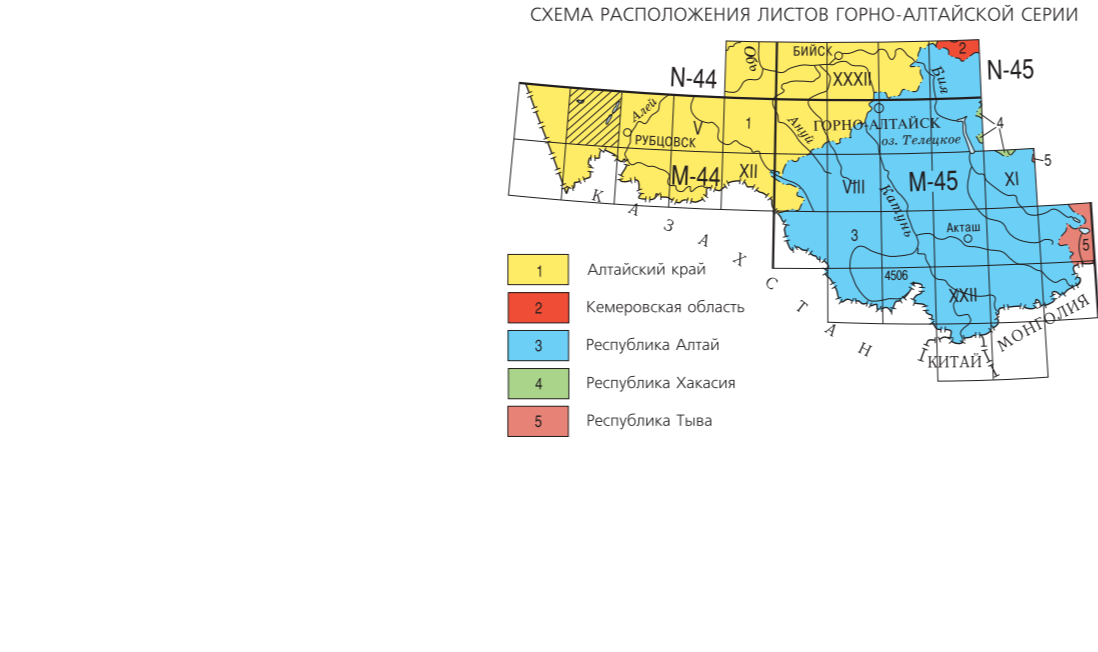 СХЕМА РАСПОЛОЖЕНИЯ ЛИСТОВ ГОРНО-АЛТАЙСКОЙ СЕРИИ
N-44
Обь
БИЙСК
XXXII
2
Бия
N-45
Алей
РУБЦОВСК
V
1
Ануй
ГОРНО-АЛТАЙСК
оз. Телецкое
4
5
M-44
XII
VIII
Катунь
M-45
XI
КАЗАХСТАН
3
Акташ
5
4506
XXII
КИТАЙ
МОНГОЛИЯ
1 Алтайский край
2 Кемеровская область
3 Республика Алтай
4 Республика Хакасия
5 Республика Тыва